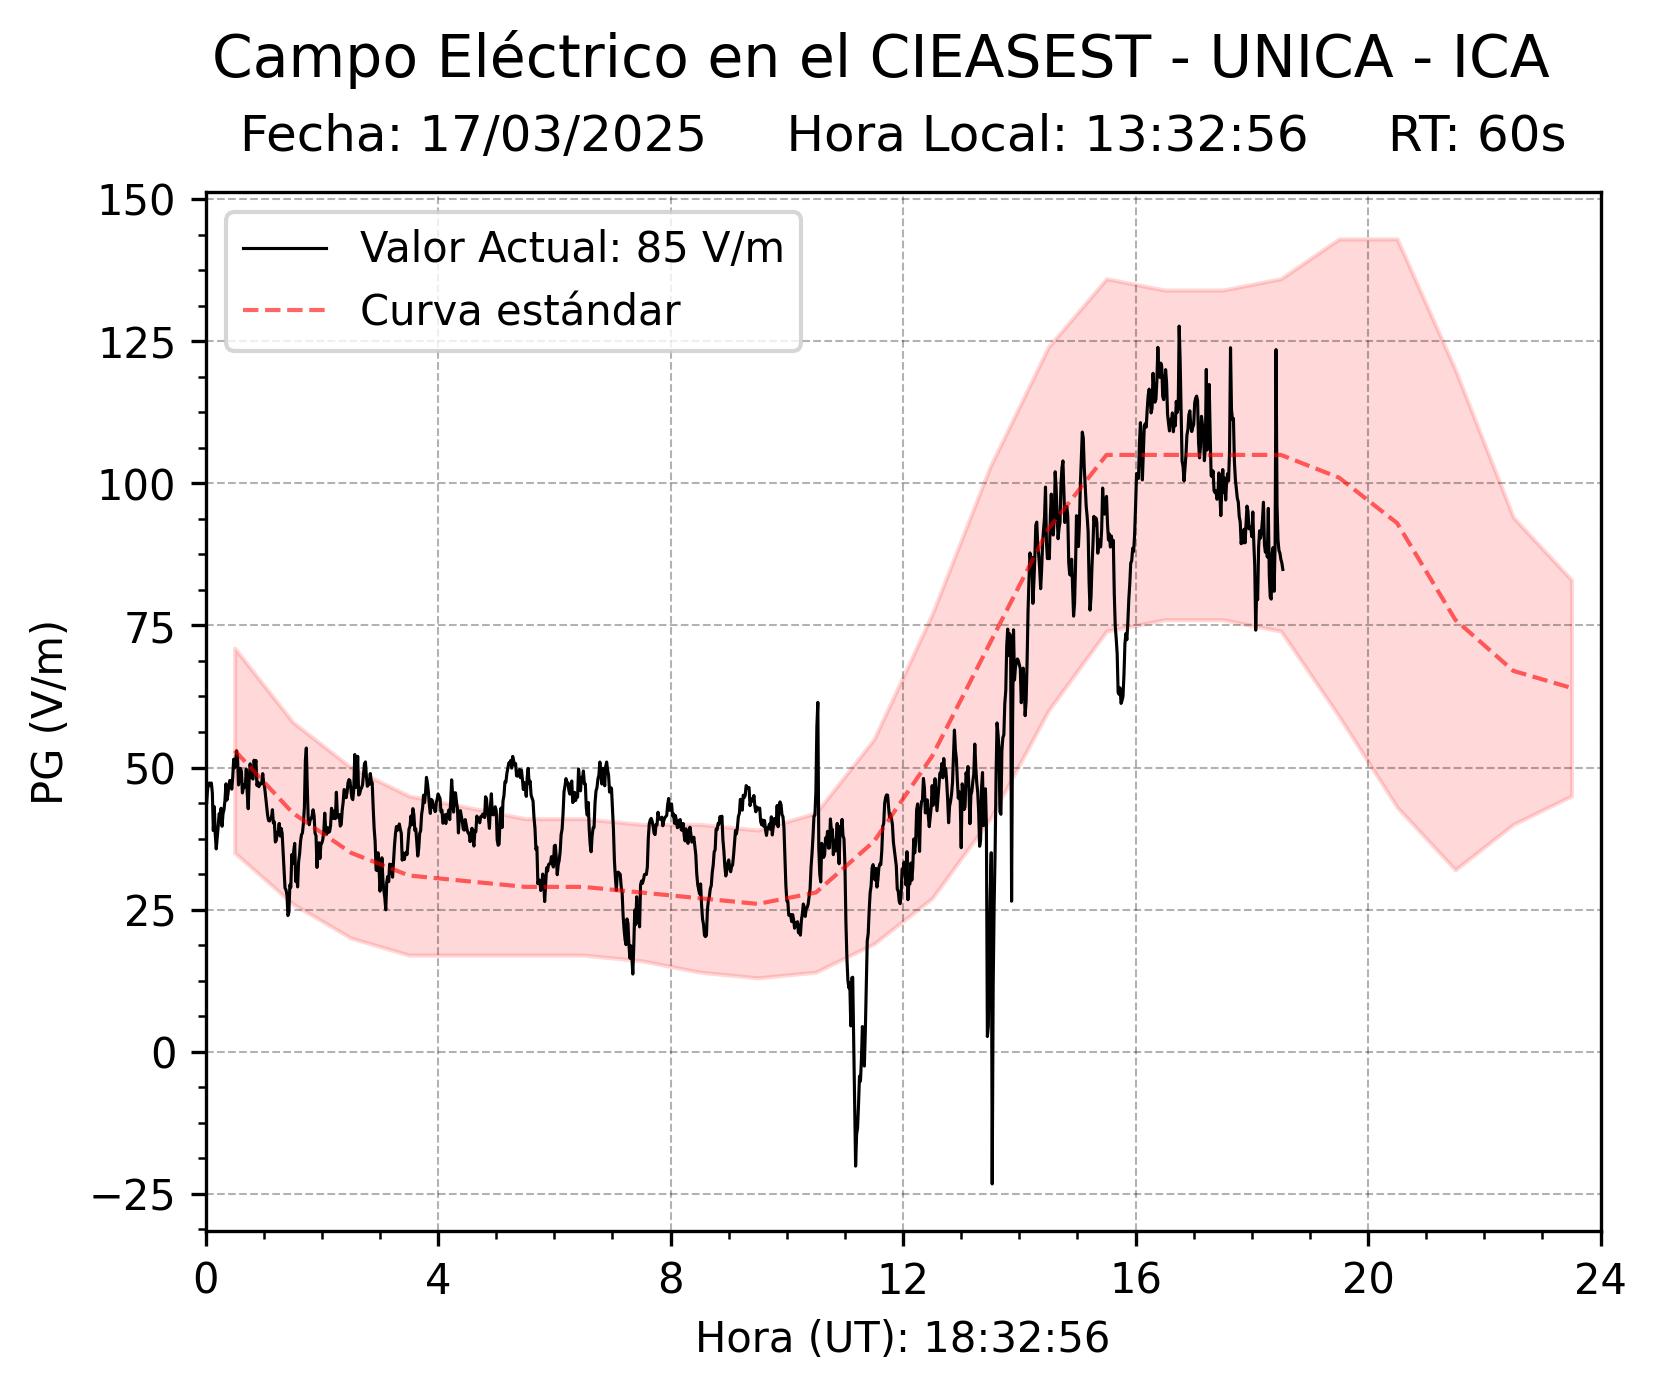 Campo Eléctrico en el CIEASEST - UNICA - ICA
Fecha: 17/03/2025 Hora Local: 13:32:56 RT: 60s
Valor Actual: 85 V/m
Curva estándar
PG (V/m)
150
125
100
75
50
25
0
−25
0 4 8 12 16 20 24
Hora (UT): 18:32:56